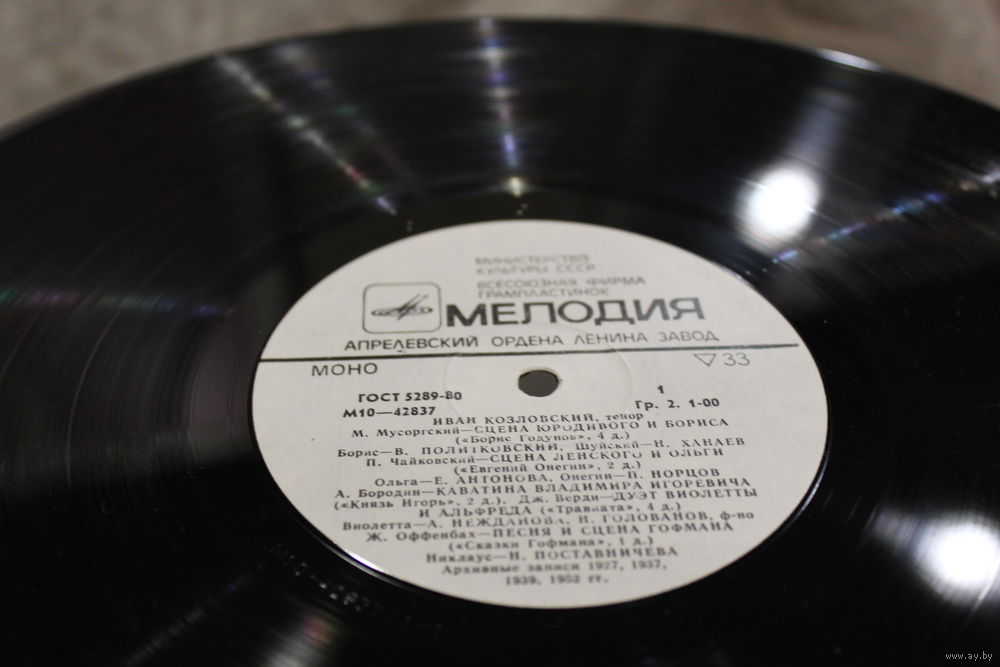 МИНИСТЕРСТВО
КУЛЬТУРЫ СССР
ВСЕСОЮЗНАЯ ФИРМА
ГРАМПЛАСТИНОК
МЕЛОДИЯ
АПРЕЛЕВСКИЙ ОРДЕНА ЛЕНИНА ЗАВОД
МОНО
33
ГОСТ 5289-80
1
М10—42837
Гр. 2. 1-00
ИВАН КОЗЛОВСКИЙ, тенор
М. Мусоргский—СЦЕНА ЮРОДИВОГО И БОРИСА
(«Борис Годунов», 4 д.)
Борис—В. ПОЛИТКОВСКИЙ, Шуйский—Н. ХАНАЕВ
П. Чайковский—СЦЕНА ЛЕНСКОГО И ОЛЬГИ
(«Евгений Онегин», 2 д.)
Ольга—Е. АНТОНОВА, Онегин—П. НОРЦОВ
А. Бородин—КАВАТИНА ВЛАДИМИРА ИГОРЕВИЧА
(«Князь Игорь», 2 д.). Дж. Верди—ДУЭТ ВИОЛЕТТЫ
И АЛЬФРЕДА («Травиата», 4 д.)
Виолетта—А. НЕЖДАНОВА, Н. ГОЛОВАНОВ, ф-но
Ж. Оффенбах—ПЕСНЯ И СЦЕНА ГОФМАНА
(«Сказки Гофмана», 1 д.)
Никлаус—Н. ПОСТАВНИЧЕВА
Архивные записи 1927, 1937,
1939, 1952 гг.
www.ay.by